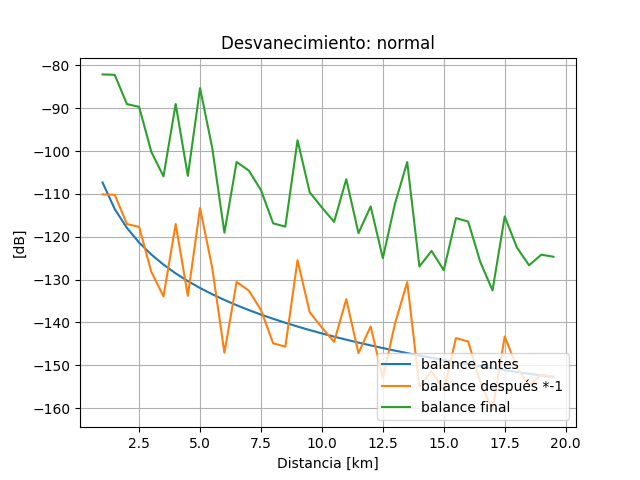 Desvanecimiento: normal
−80
−90
−100
−110
−120
−130
−140
−150
−160
[dB]
balance antes
balance después *-1
balance final
2.5 5.0 7.5 10.0 12.5 15.0 17.5 20.0
Distancia [km]